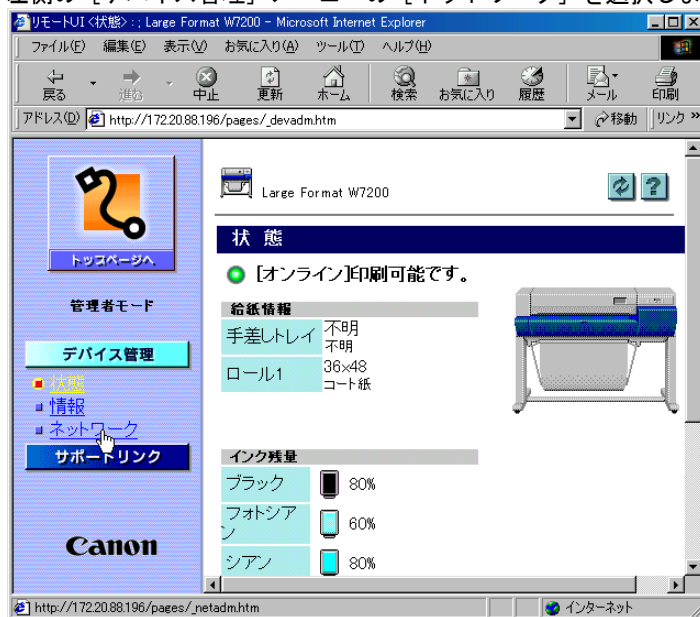 リモートUI <状態> : ; Large Format W7200 - Microsoft Internet Explorer
ファイル(F) 編集(E) 表示(V) お気に入り(A) ツール(T) ヘルプ(H)
戻る 進む 中止 更新 ホーム 検索 お気に入り 履歴 メール 印刷
アドレス(D) http://172.20.88.196/pages/_devadm.htm 移動 リンク »
Large Format W7200
トップページへ
状 態
[オンライン]印刷可能です。
管理者モード
給紙情報
手差しトレイ 不明
不明
ロール1 36×48
コート紙
デバイス管理
状態
情報
ネットワーク
サポートリンク
インク残量
ブラック 80%
フォトシアン 60%
シアン 80%
Canon
http://172.20.88.196/pages/_netadm.htm インターネット